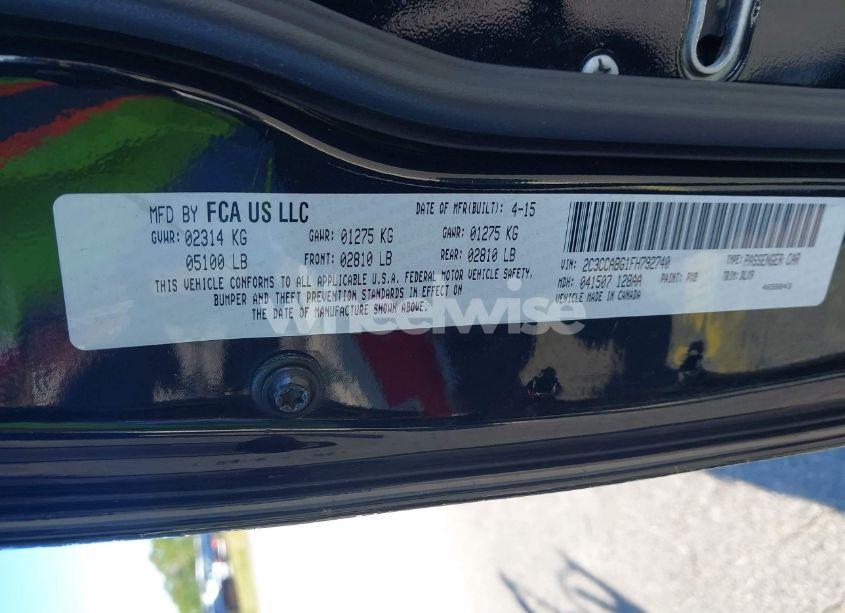 MFD BY FCA US LLC DATE OF MFR(BUILT): 4-15
GVWR: 02314 KG GAWR: 01275 KG GAWR: 01275 KG
05100 LB FRONT: 02810 LB REAR: 02810 LB
THIS VEHICLE CONFORMS TO ALL APPLICABLE U.S.A. FEDERAL MOTOR VEHICLE SAFETY,
BUMPER AND THEFT PREVENTION STANDARDS IN EFFECT ON
THE DATE OF MANUFACTURE SHOWN ABOVE.
VIN: 2C3CCABG1FH792740 TYPE: PASSENGER CAR
MDH: 041507 128AA PAINT: PXB TRIM: DLX9
VEHICLE MADE IN CANADA
wheelwise